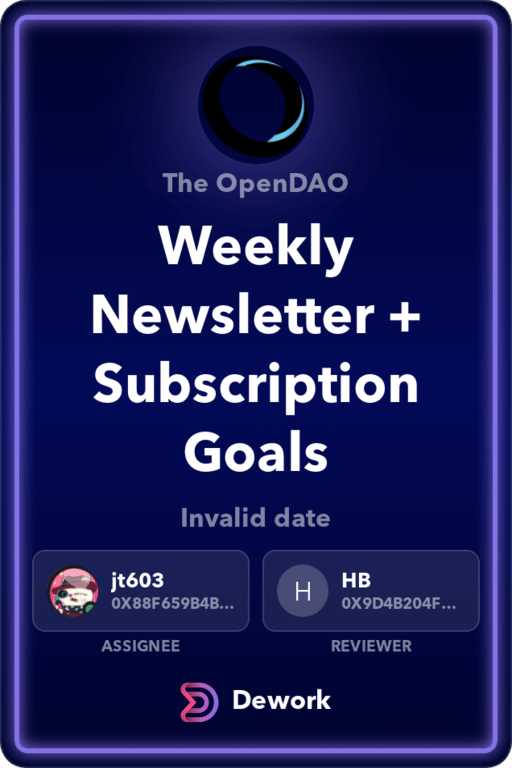 The OpenDAO
Weekly
Newsletter +
Subscription
Goals
Invalid date
jt603
0X88F659B4B...
ASSIGNEE
H
HB
0X9D4B204F...
REVIEWER
Dework